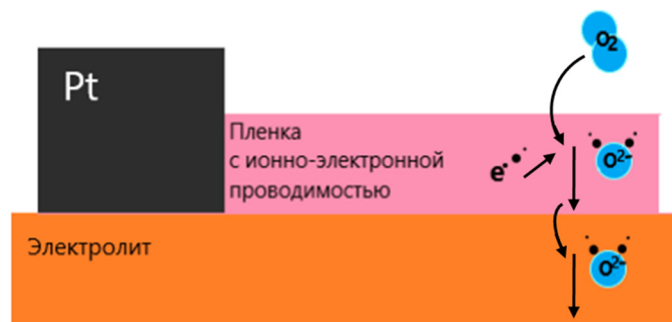 Pt
O₂
Пленка
с ионно-электронной
проводимостью
e
O²⁻
Электролит
O²⁻